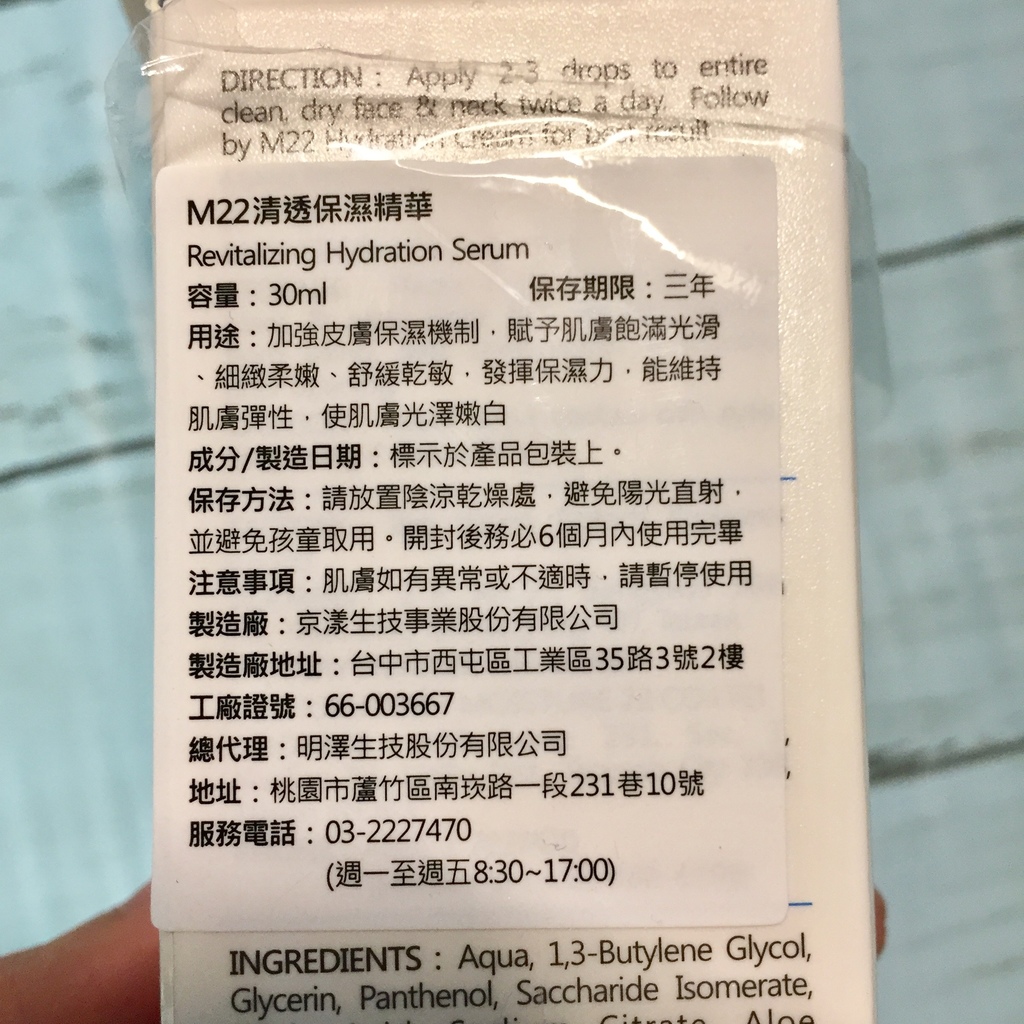 DIRECTION : Apply 2-3 drops to entire
clean, dry face & neck twice a day. Follow
by M22 Hydration Cream for best result
M22清透保濕精華
Revitalizing Hydration Serum
容量：30ml 保存期限：三年
用途：加強皮膚保濕機制，賦予肌膚飽滿光滑
、細緻柔嫩、舒緩乾敏，發揮保濕力，能維持
肌膚彈性，使肌膚光澤嫩白
成分/製造日期：標示於產品包裝上。
保存方法：請放置陰涼乾燥處，避免陽光直射，
並避免孩童取用。開封後務必6個月內使用完畢
注意事項：肌膚如有異常或不適時，請暫停使用
製造廠：京漾生技事業股份有限公司
製造廠地址：台中市西屯區工業區35路3號2樓
工廠證號：66-003667
總代理：明澤生技股份有限公司
地址：桃園市蘆竹區南崁路一段231巷10號
服務電話：03-2227470
(週一至週五8:30~17:00)
INGREDIENTS : Aqua, 1,3-Butylene Glycol,
Glycerin, Panthenol, Saccharide Isomerate,
Citrate, Aloe